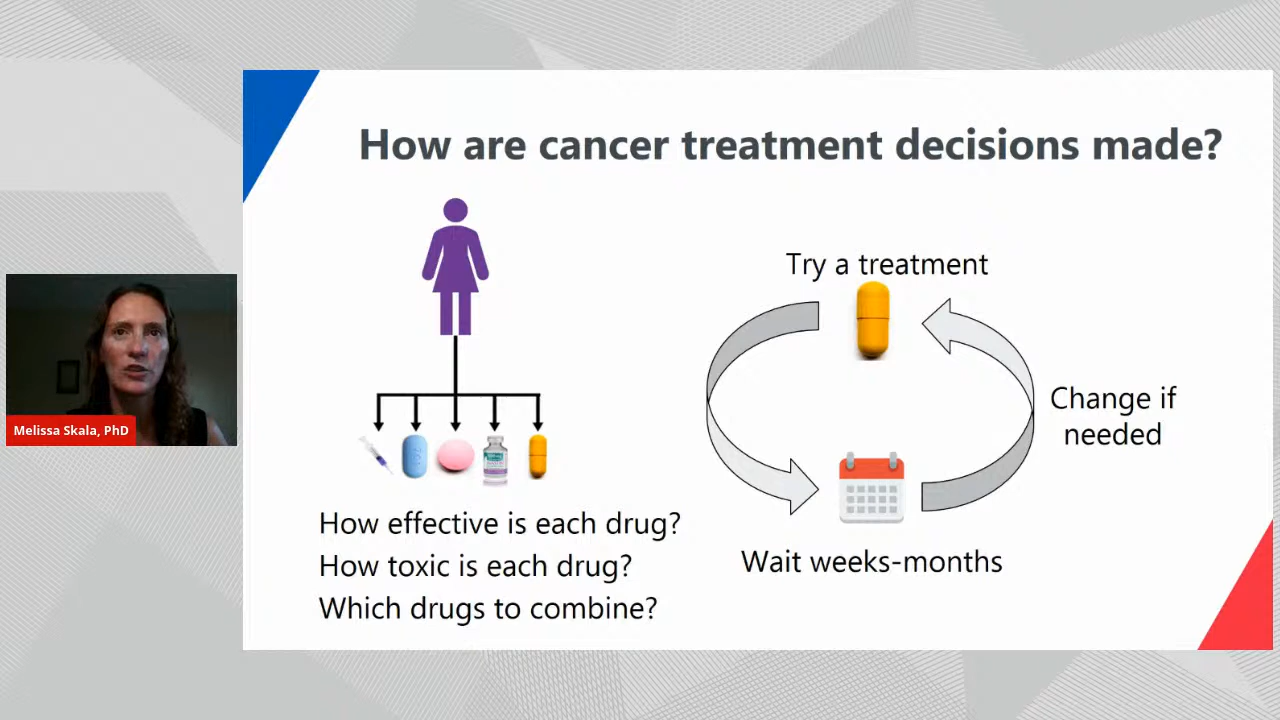 How are cancer treatment decisions made?
Try a treatment
Change if
needed
Wait weeks-months
How effective is each drug?
How toxic is each drug?
Which drugs to combine?
Melissa Skala, PhD